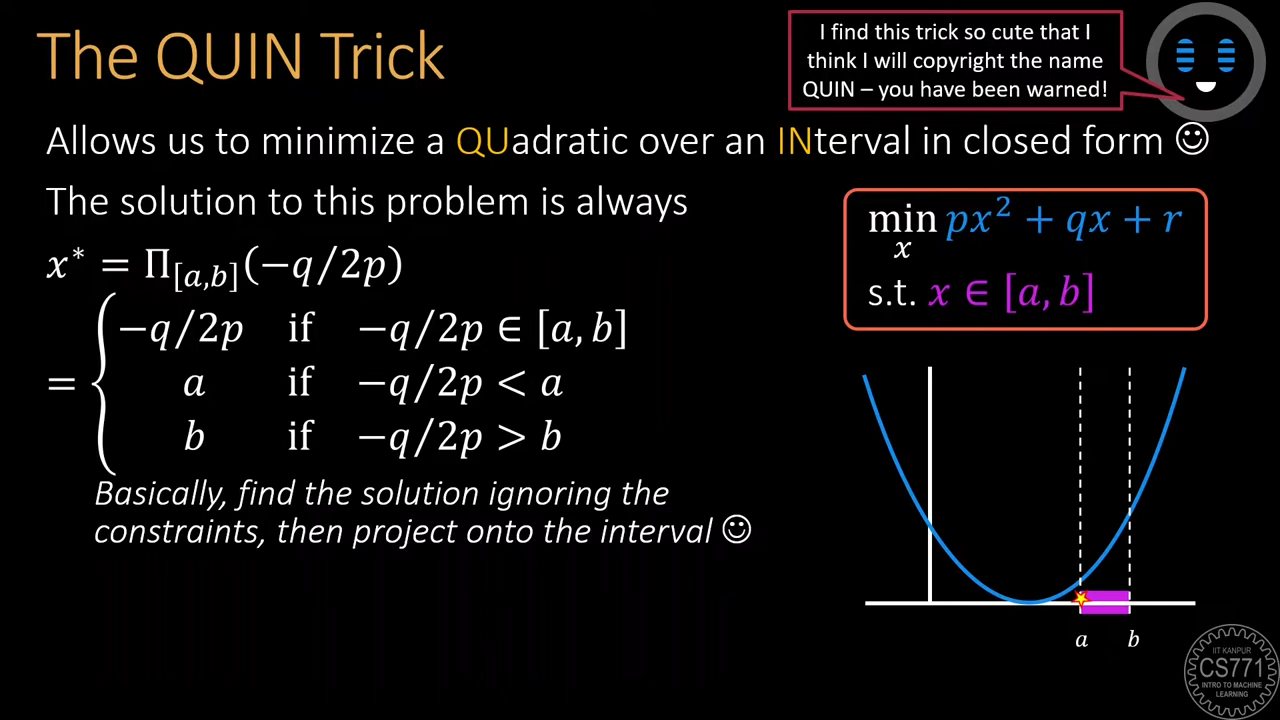 The QUIN Trick
I find this trick so cute that I
think I will copyright the name
QUIN – you have been warned!
Allows us to minimize a QUadratic over an INterval in closed form ☺
The solution to this problem is always
x* = Π[a,b](−q/2p)
= { −q/2p if −q/2p ∈ [a, b]
a if −q/2p < a
b if −q/2p > b
Basically, find the solution ignoring the
constraints, then project onto the interval ☺
min x px² + qx + r
s.t. x ∈ [a, b]
a b
IIT KANPUR
CS771
INTRO TO MACHINE
LEARNING